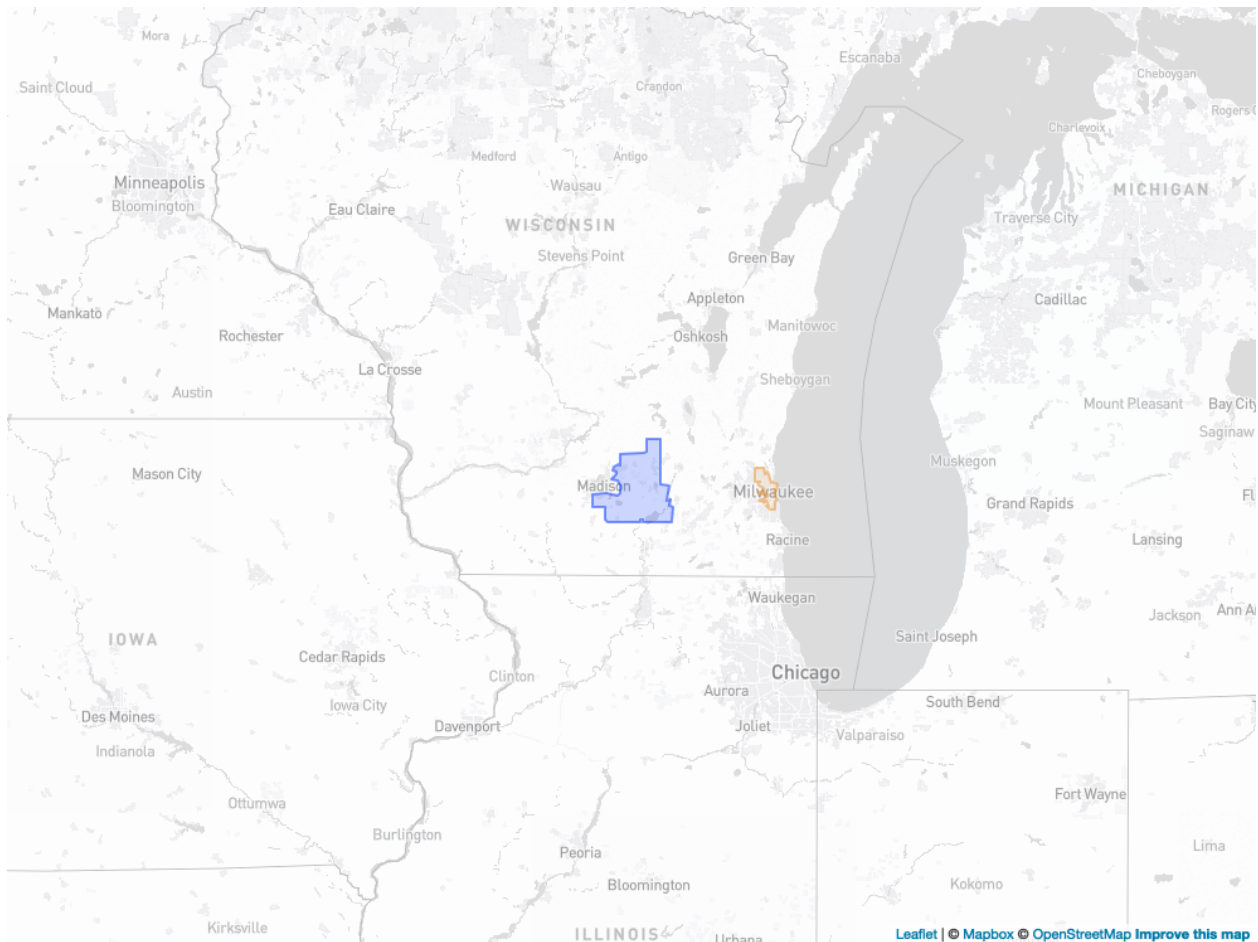 Mora
Escanaba
Crandon
Cheboygan
Saint Cloud
Rogers C
Charlevoix
Medford
Antigo
Minneapolis
Wausau
MICHIGAN
Bloomington
Eau Claire
Traverse City
WISCONSIN
Stevens Point
Green Bay
Appleton
Cadillac
Mankato
Manitowoc
Rochester
Oshkosh
La Crosse
Sheboygan
Austin
Mount Pleasant
Bay City
Saginaw
Muskegon
Mason City
Madison
Milwaukee
Fl
Grand Rapids
Racine
Lansing
Waukegan
Ann A
Jackson
IOWA
Saint Joseph
Cedar Rapids
Chicago
Clinton
Aurora
Iowa City
South Bend
Des Moines
Davenport
Joliet
Valparaiso
Indianola
Fort Wayne
Ottumwa
Burlington
Lima
Peoria
Bloomington
Kokomo
Kirksville
ILLINOIS
Urbana
Leaflet | © Mapbox © OpenStreetMap Improve this map